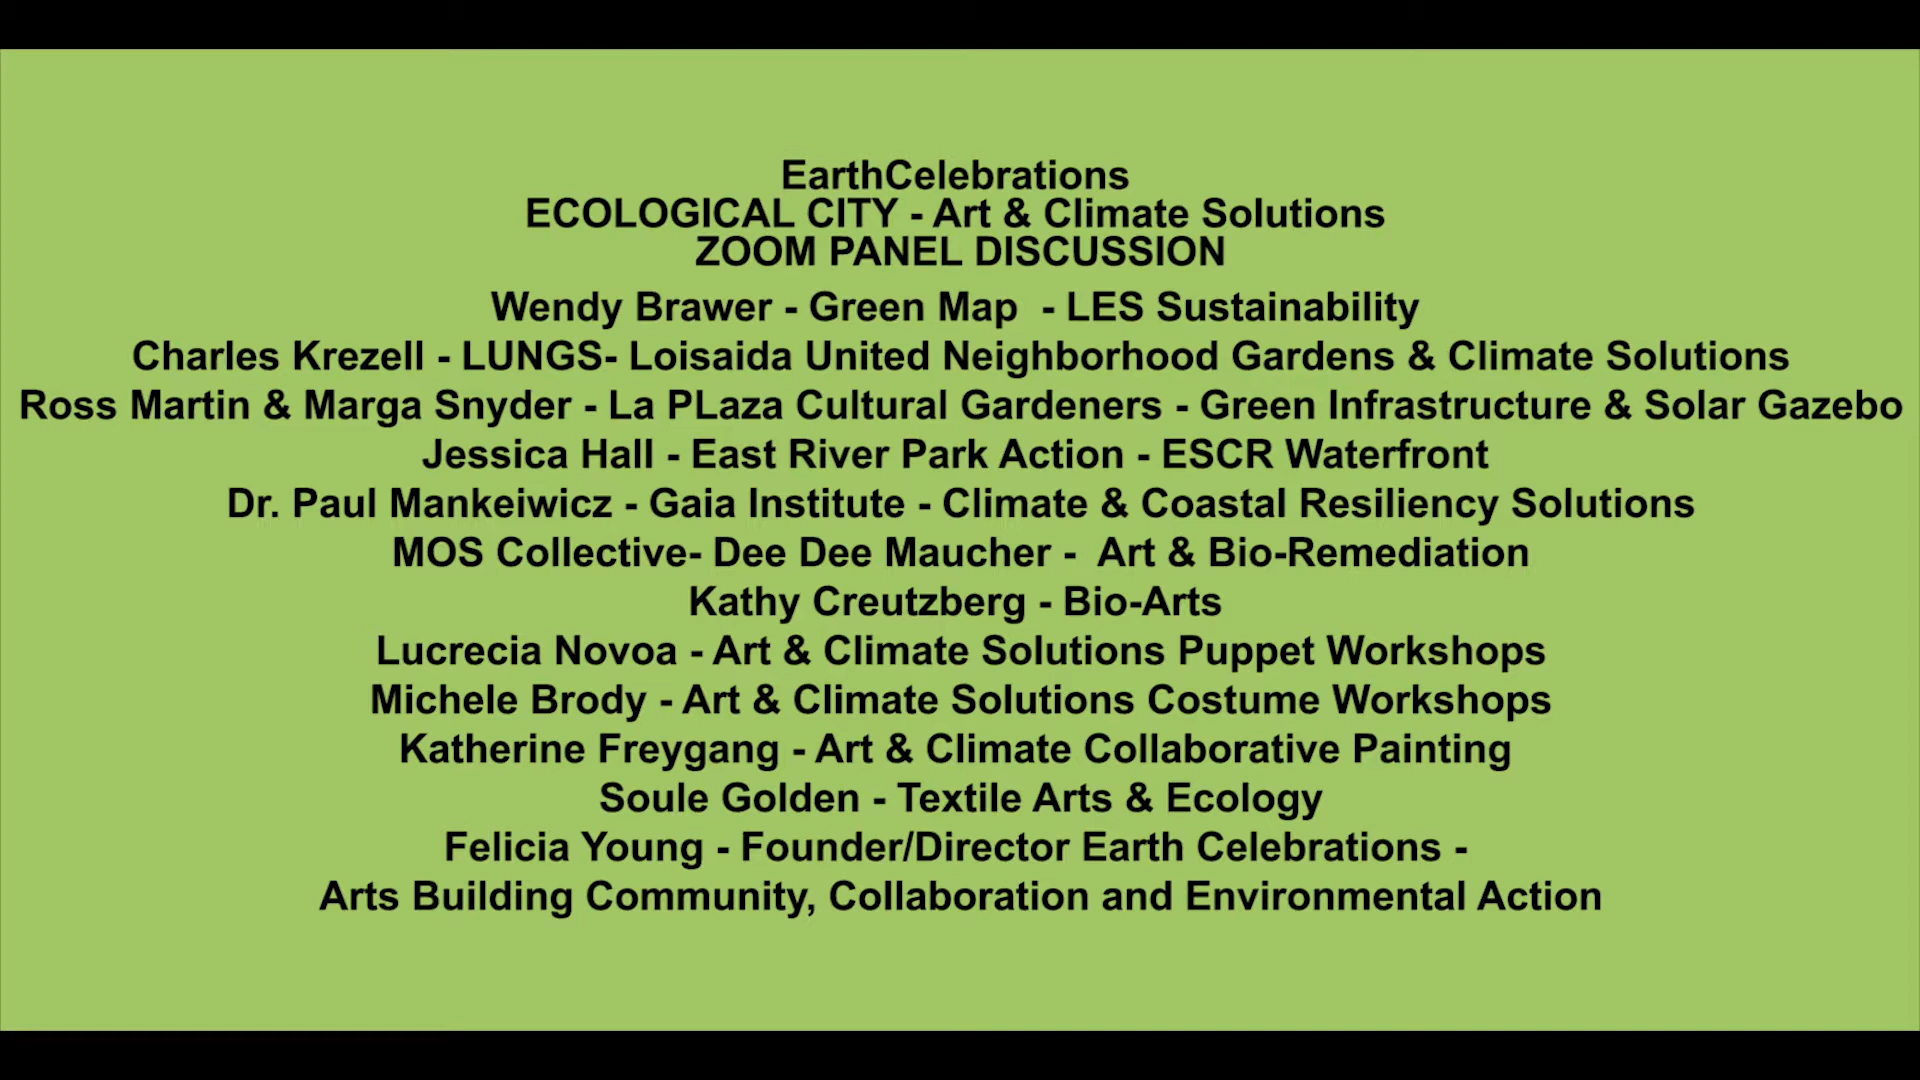 EarthCelebrations
ECOLOGICAL CITY - Art & Climate Solutions
ZOOM PANEL DISCUSSION
Wendy Brawer - Green Map - LES Sustainability
Charles Krezell - LUNGS- Loisaida United Neighborhood Gardens & Climate Solutions
Ross Martin & Marga Snyder - La PLaza Cultural Gardeners - Green Infrastructure & Solar Gazebo
Jessica Hall - East River Park Action - ESCR Waterfront
Dr. Paul Mankeiwicz - Gaia Institute - Climate & Coastal Resiliency Solutions
MOS Collective- Dee Dee Maucher - Art & Bio-Remediation
Kathy Creutzberg - Bio-Arts
Lucrecia Novoa - Art & Climate Solutions Puppet Workshops
Michele Brody - Art & Climate Solutions Costume Workshops
Katherine Freygang - Art & Climate Collaborative Painting
Soule Golden - Textile Arts & Ecology
Felicia Young - Founder/Director Earth Celebrations -
Arts Building Community, Collaboration and Environmental Action